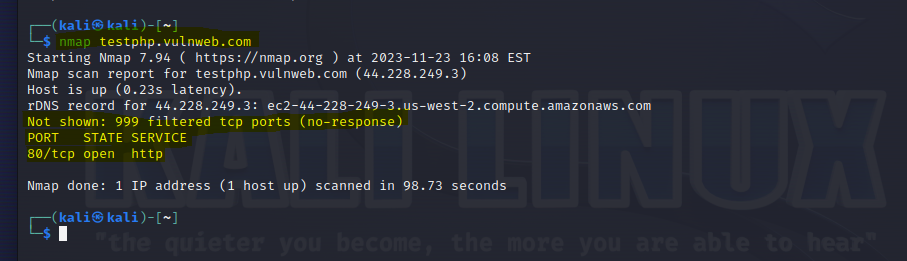 ┌──(kali㉿kali)-[~]
└─$ nmap testphp.vulnweb.com
Starting Nmap 7.94 ( https://nmap.org ) at 2023-11-23 16:08 EST
Nmap scan report for testphp.vulnweb.com (44.228.249.3)
Host is up (0.23s latency).
rDNS record for 44.228.249.3: ec2-44-228-249-3.us-west-2.compute.amazonaws.com
Not shown: 999 filtered tcp ports (no-response)
PORT   STATE SERVICE
80/tcp open  http
Nmap done: 1 IP address (1 host up) scanned in 98.73 seconds
┌──(kali㉿kali)-[~]
└─$
KALI LINUX
"the quieter you become, the more you are able to hear"